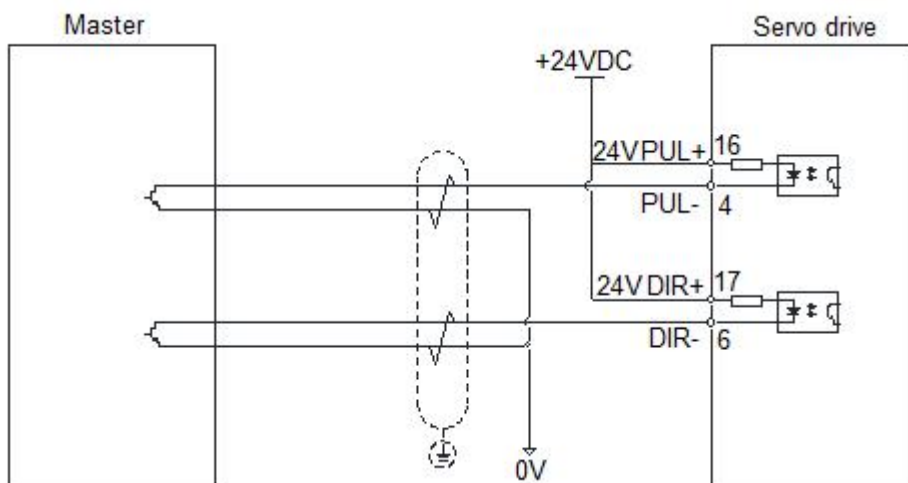 Master
Servo drive
+24VDC
24V PUL+ 16
PUL- 4
24V DIR+ 17
DIR- 6
0V